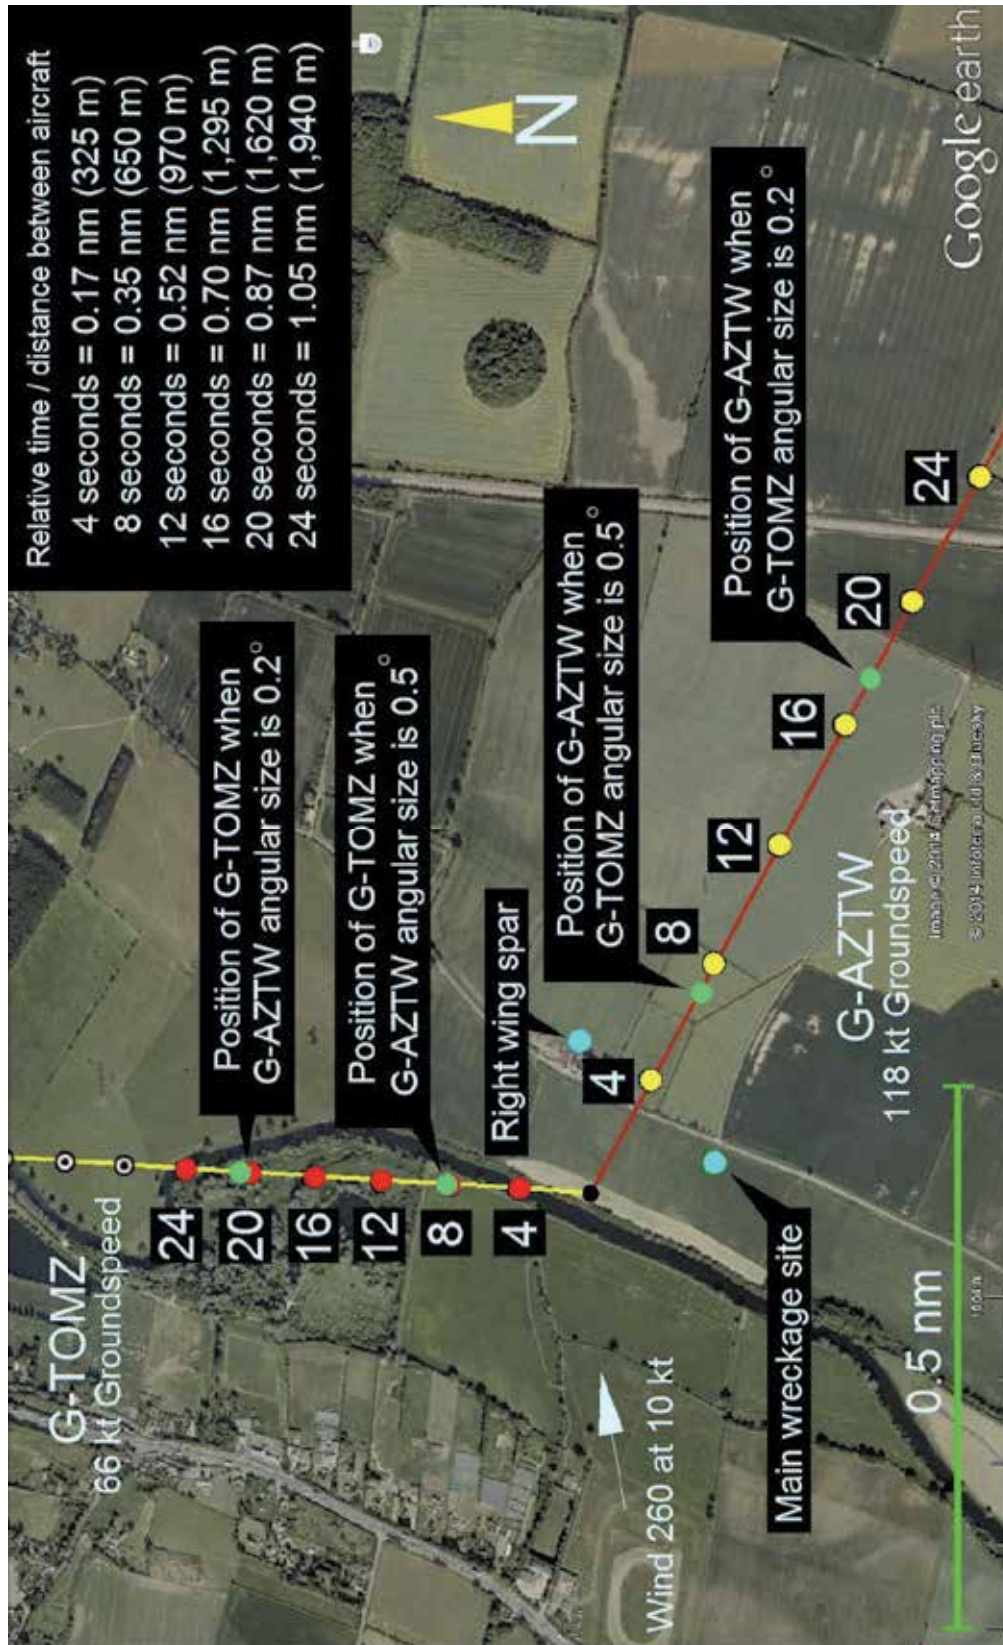 Relative time / distance between aircraft
4 seconds = 0.17 nm (325 m)
8 seconds = 0.35 nm (650 m)
12 seconds = 0.52 nm (970 m)
16 seconds = 0.70 nm (1,295 m)
20 seconds = 0.87 nm (1,620 m)
24 seconds = 1.05 nm (1,940 m)
N
G-TOMZ
66 kt Groundspeed
24
20
16
12
8
4
Position of G-TOMZ when
G-AZTW angular size is 0.2°
Position of G-TOMZ when
G-AZTW angular size is 0.5°
Right wing spar
Position of G-AZTW when
G-TOMZ angular size is 0.5°
Position of G-AZTW when
G-TOMZ angular size is 0.2°
4
8
12
16
20
24
G-AZTW
118 kt Groundspeed
Wind 260 at 10 kt
Main wreckage site
0.5 nm
© 2014 Infoterra Ltd & Bluesky
Google earth